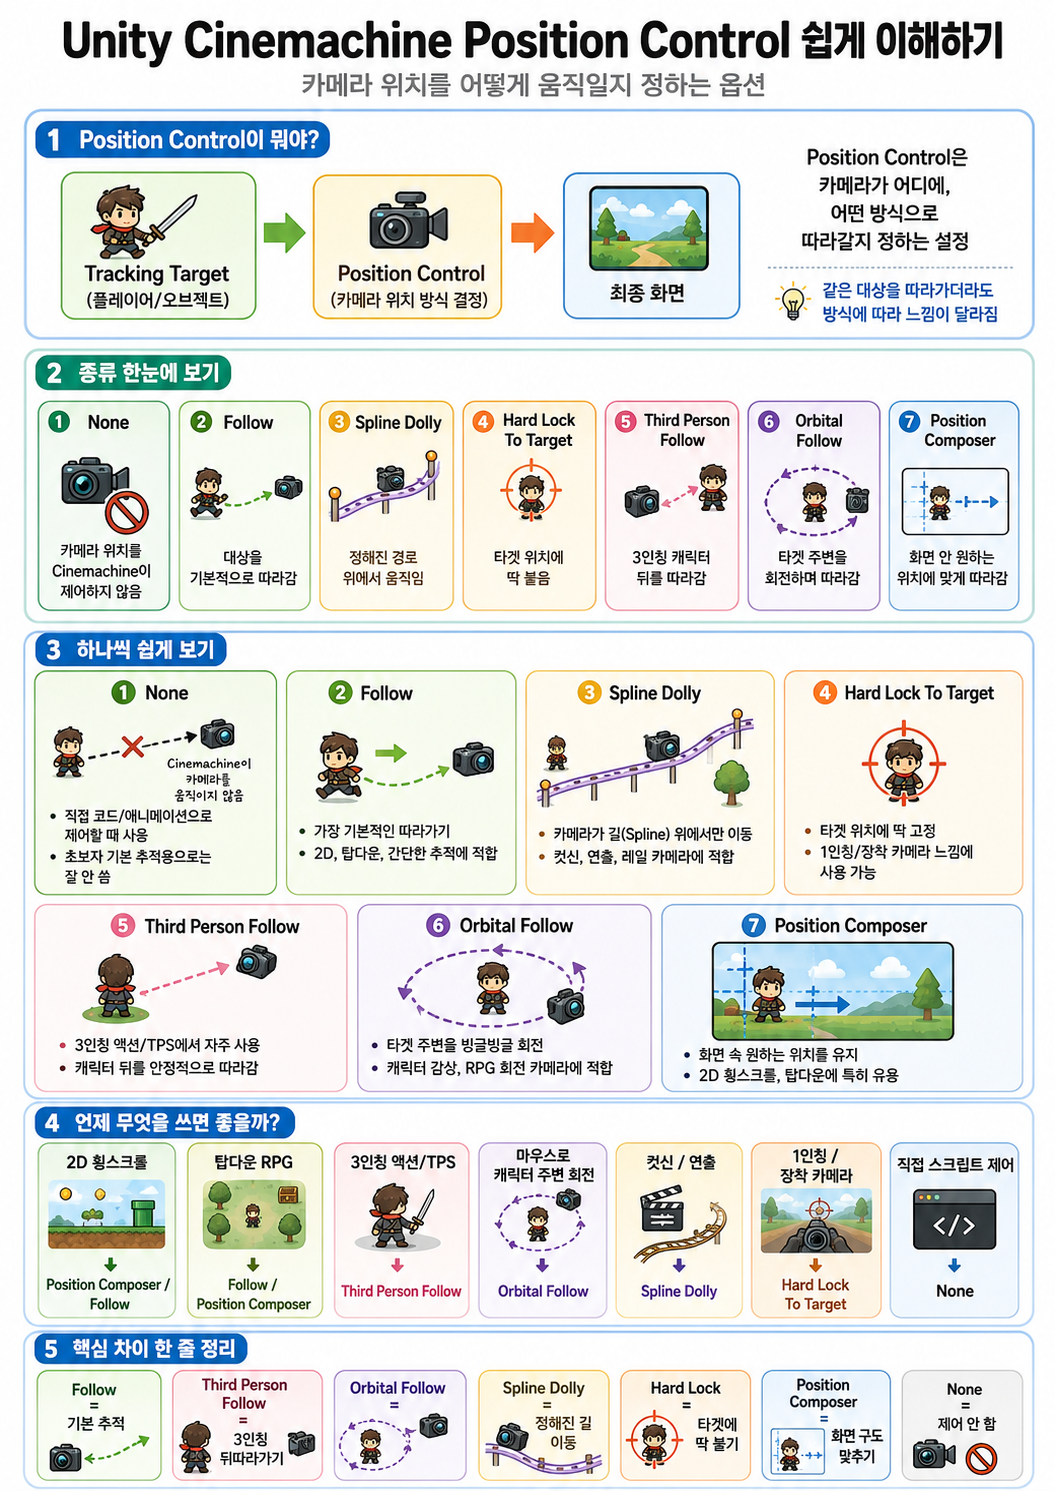 Unity Cinemachine Position Control 쉽게 이해하기
카메라 위치를 어떻게 움직일지 정하는 옵션
1 Position Control이 뭐야?
Tracking Target
(플레이어/오브젝트)
Position Control
(카메라 위치 방식 결정)
최종 화면
Position Control은
카메라가 어디에,
어떤 방식으로
따라갈지 정하는 설정
같은 대상을 따라가더라도
방식에 따라 느낌이 달라짐
2 종류 한눈에 보기
1 None
카메라 위치를
Cinemachine이
제어하지 않음
2 Follow
대상을
기본적으로 따라감
3 Spline Dolly
정해진 경로
위에서 움직임
4 Hard Lock
To Target
타겟 위치에
딱 붙음
5 Third Person
Follow
3인칭 캐릭터
뒤를 따라감
6 Orbital
Follow
타겟 주변을
회전하며 따라감
7 Position
Composer
화면 안 원하는
위치에 맞게 따라감
3 하나씩 쉽게 보기
1 None
Cinemachine이
카메라를
움직이지 않음
• 직접 코드/애니메이션으로
제어할 때 사용
• 초보자 기본 추적용으로는
잘 안 씀
2 Follow
• 가장 기본적인 따라가기
• 2D, 탑다운, 간단한 추적에 적합
3 Spline Dolly
• 카메라가 길(Spline) 위에서만 이동
• 컷신, 연출, 레일 카메라에 적합
4 Hard Lock To Target
• 타겟 위치에 딱 고정
• 1인칭/장착 카메라 느낌에
사용 가능
5 Third Person Follow
• 3인칭 액션/TPS에서 자주 사용
• 캐릭터 뒤를 안정적으로 따라감
6 Orbital Follow
• 타겟 주변을 빙글빙글 회전
• 캐릭터 감상, RPG 회전 카메라에 적합
7 Position Composer
• 화면 속 원하는 위치를 유지
• 2D 횡스크롤, 탑다운에 특히 유용
4 언제 무엇을 쓰면 좋을까?
2D 횡스크롤
Position Composer /
Follow
탑다운 RPG
Follow /
Position Composer
3인칭 액션/TPS
Third Person Follow
마우스로
캐릭터 주변 회전
Orbital Follow
컷신 / 연출
Spline Dolly
1인칭 /
장착 카메라
Hard Lock
To Target
직접 스크립트 제어
</>
None
5 핵심 차이 한 줄 정리
Follow
=
기본 추적
Third Person
Follow
=
3인칭
뒤따라가기
Orbital Follow
=
Spline Dolly
=
정해진 길
이동
Hard Lock
=
타겟에
딱 붙기
Position
Composer
=
화면 구도
맞추기
None
=
제어 안 함